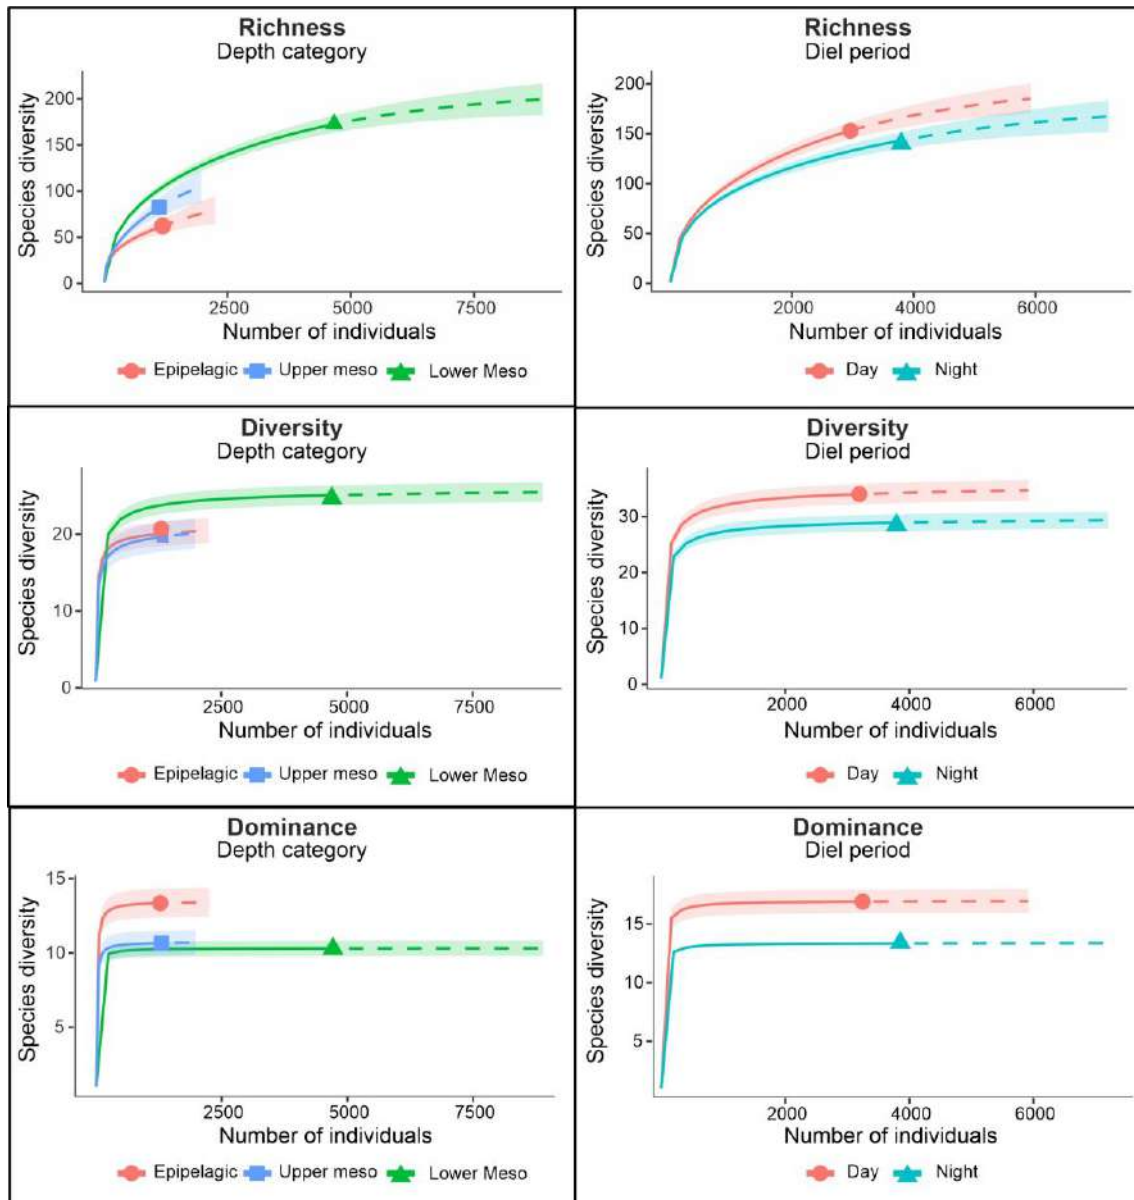 Richness
Depth category
Species diversity
200
150
100
50
0
2500 5000 7500
Number of individuals
Epipelagic Upper meso Lower Meso
Richness
Diel period
Species diversity
200
150
100
50
0
2000 4000 6000
Number of individuals
Day Night
Diversity
Depth category
Species diversity
20
10
0
2500 5000 7500
Number of individuals
Epipelagic Upper meso Lower Meso
Diversity
Diel period
Species diversity
30
20
10
0
2000 4000 6000
Number of individuals
Day Night
Dominance
Depth category
Species diversity
15
10
5
2500 5000 7500
Number of individuals
Epipelagic Upper meso Lower Meso
Dominance
Diel period
Species diversity
15
10
5
2000 4000 6000
Number of individuals
Day Night